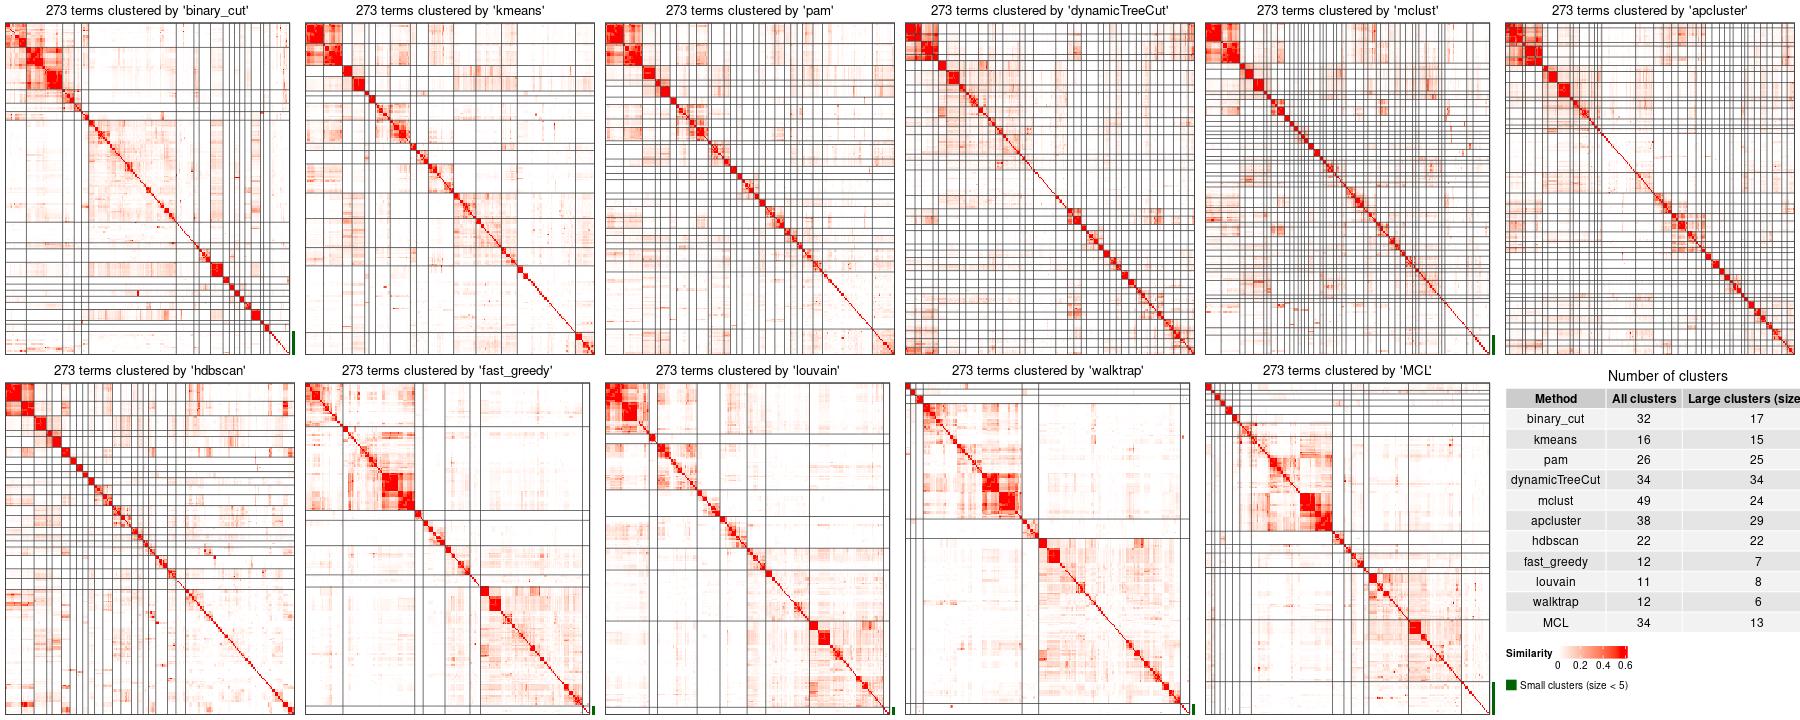 273 terms clustered by 'binary_cut'
273 terms clustered by 'kmeans'
273 terms clustered by 'pam'
273 terms clustered by 'dynamicTreeCut'
273 terms clustered by 'mclust'
273 terms clustered by 'apcluster'
273 terms clustered by 'hdbscan'
273 terms clustered by 'fast_greedy'
273 terms clustered by 'louvain'
273 terms clustered by 'walktrap'
273 terms clustered by 'MCL'
Number of clusters
Method All clusters Large clusters (size
binary_cut 32 17
kmeans 16 15
pam 26 25
dynamicTreeCut 34 34
mclust 49 24
apcluster 38 29
hdbscan 22 22
fast_greedy 12 7
louvain 11 8
walktrap 12 6
MCL 34 13
Similarity
0 0.2 0.4 0.6
Small clusters (size < 5)